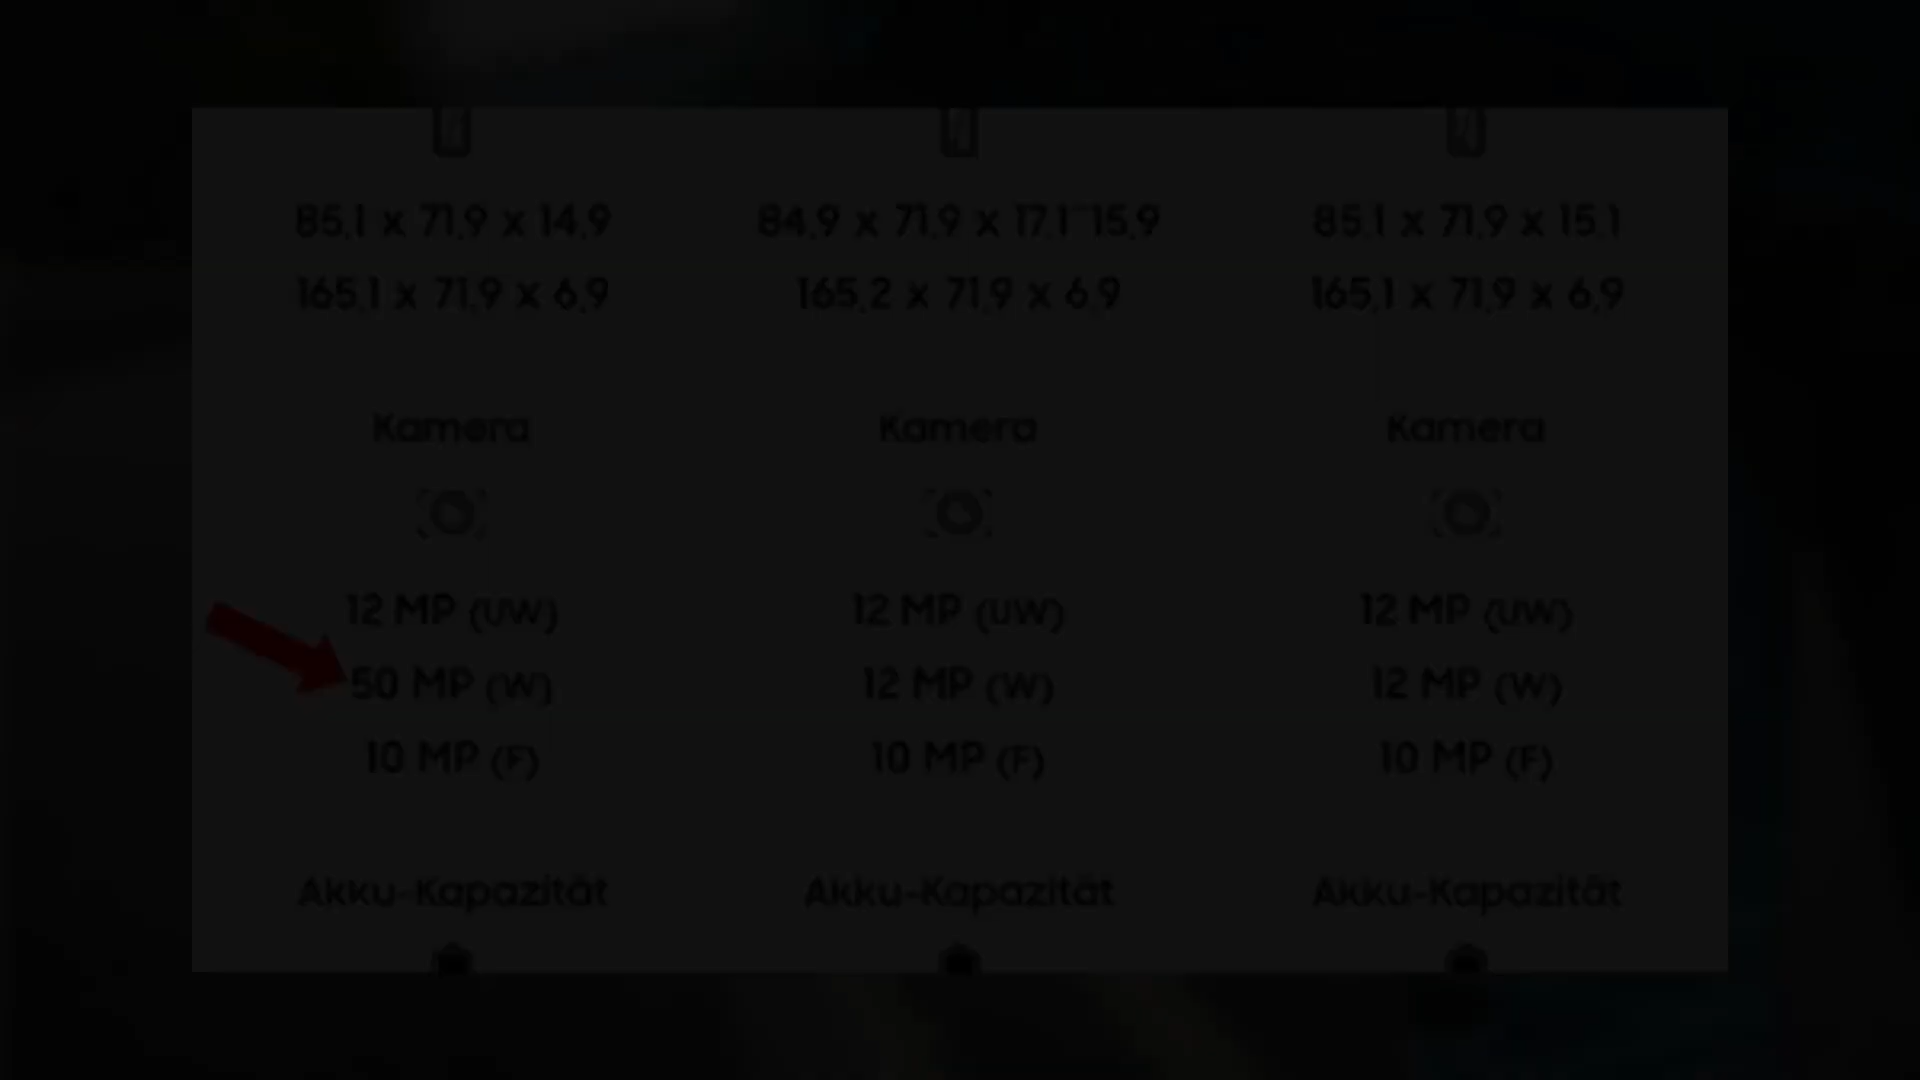 85,1 x 71,9 x 14,9 84,9 x 71,9 x 17,1~15,9 85,1 x 71,9 x 15,1
165,1 x 71,9 x 6,9 165,2 x 71,9 x 6,9 165,1 x 71,9 x 6,9
Kamera Kamera Kamera
12 MP (UW) 12 MP (UW) 12 MP (UW)
50 MP (W) 12 MP (W) 12 MP (W)
10 MP (F) 10 MP (F) 10 MP (F)
Akku-Kapazität Akku-Kapazität Akku-Kapazität